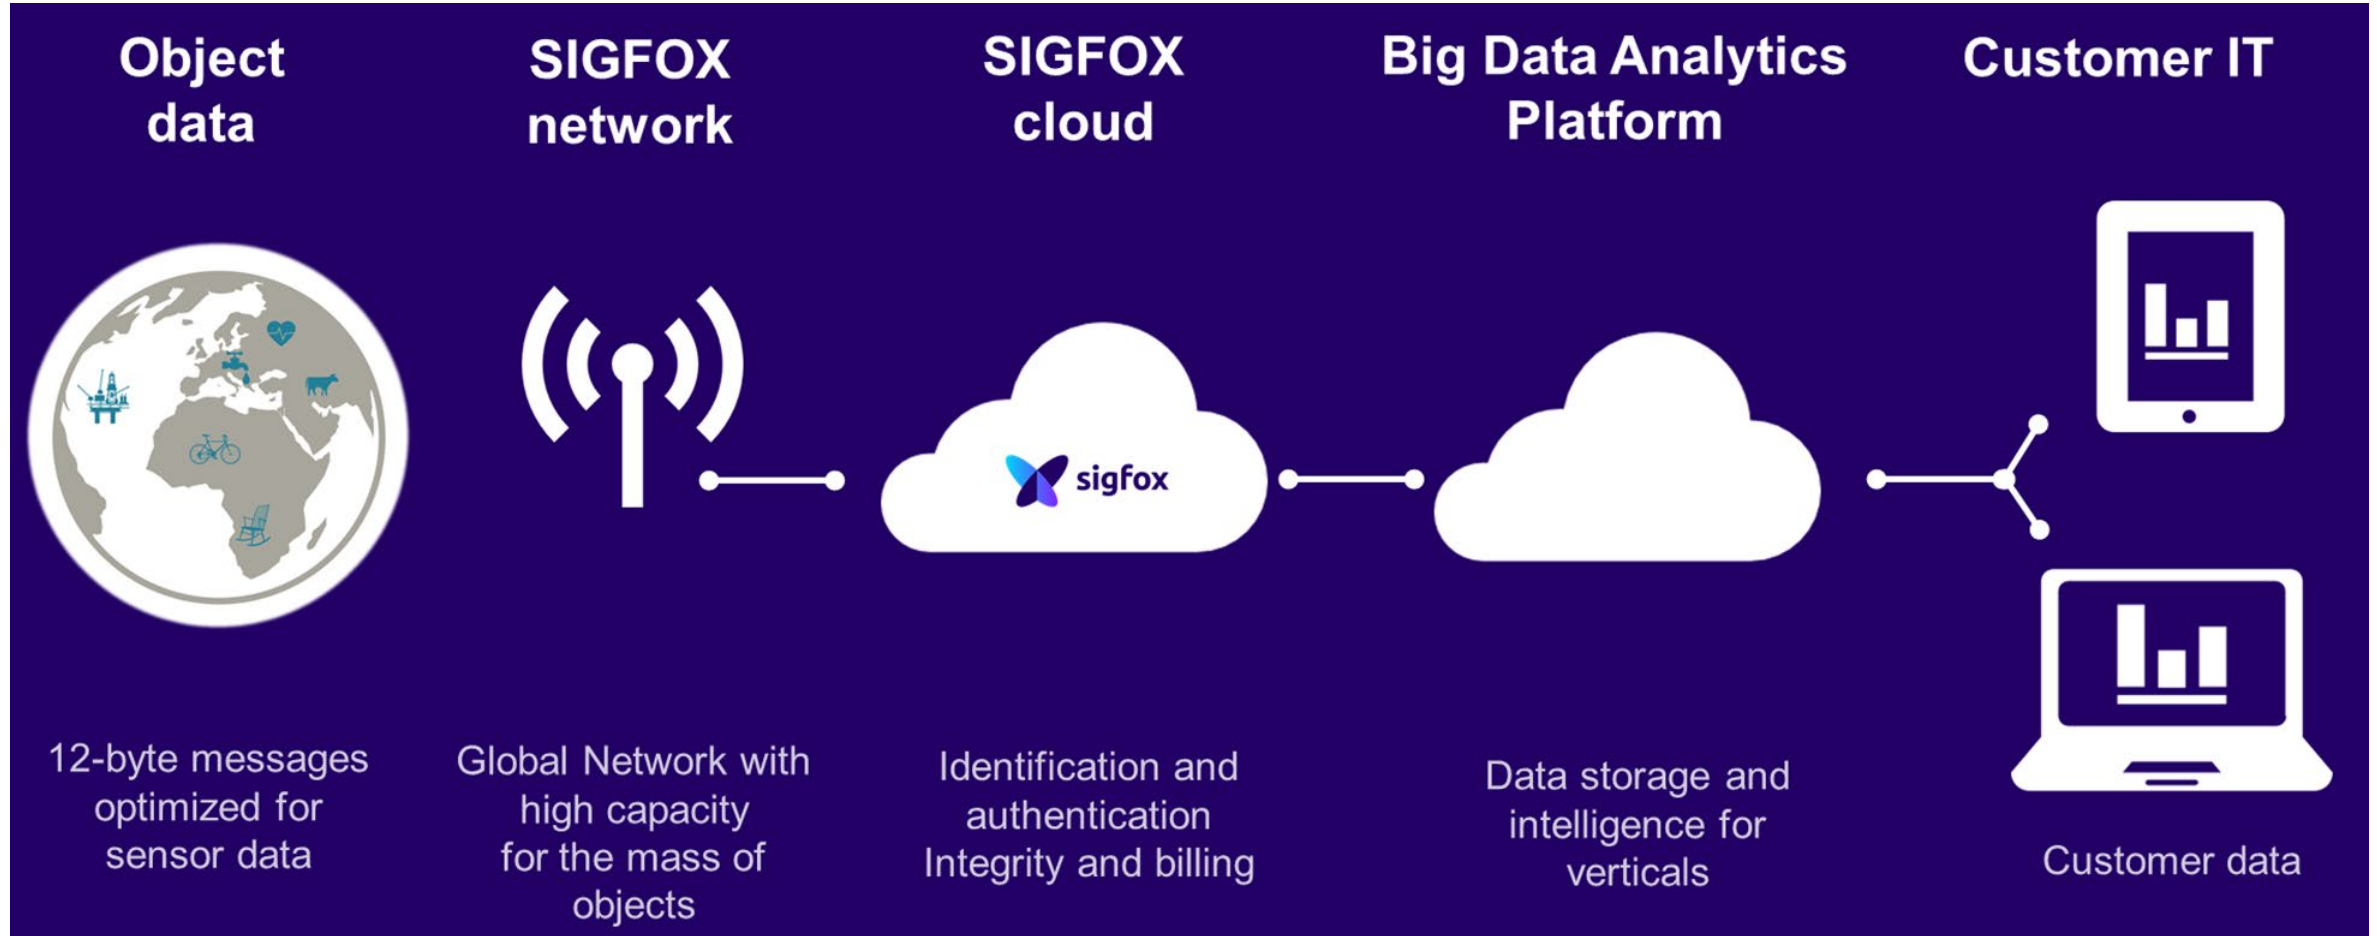 Object
data
SIGFOX
network
SIGFOX
cloud
Big Data Analytics
Platform
Customer IT
sigfox
12-byte messages
optimized for
sensor data
Global Network with
high capacity
for the mass of
objects
Identification and
authentication
Integrity and billing
Data storage and
intelligence for
verticals
Customer data